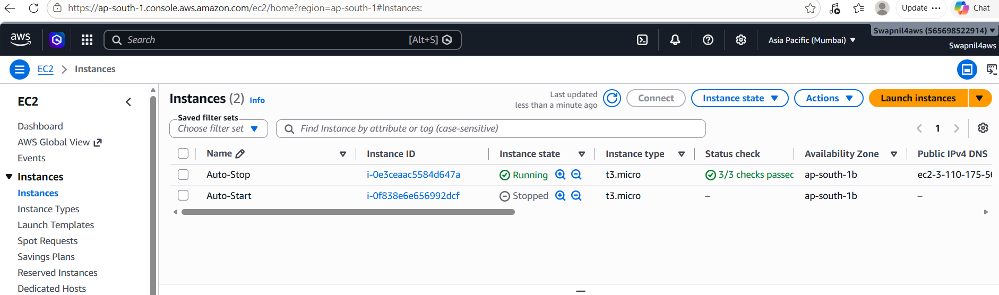 https://ap-south-1.console.aws.amazon.com/ec2/home?region=ap-south-1#Instances:
Update
Chat
aws
Search
[Alt+S]
Asia Pacific (Mumbai)
Swapnil4aws (565698522914)
Swapnil4aws
EC2
Instances
EC2
Dashboard
AWS Global View
Events
Instances
Instances
Instance Types
Launch Templates
Spot Requests
Savings Plans
Reserved Instances
Dedicated Hosts
Instances (2) Info
Last updated
less than a minute ago
Connect
Instance state
Actions
Launch instances
Saved filter sets
Choose filter set
Find Instance by attribute or tag (case-sensitive)
1
Name Instance ID Instance state Instance type Status check Availability Zone Public IPv4 DNS
Auto-Stop i-0e3ceaac5584d647a Running t3.micro 3/3 checks passec ap-south-1b ec2-3-110-175-56
Auto-Start i-0f838e6e656992dcf Stopped t3.micro – ap-south-1b –